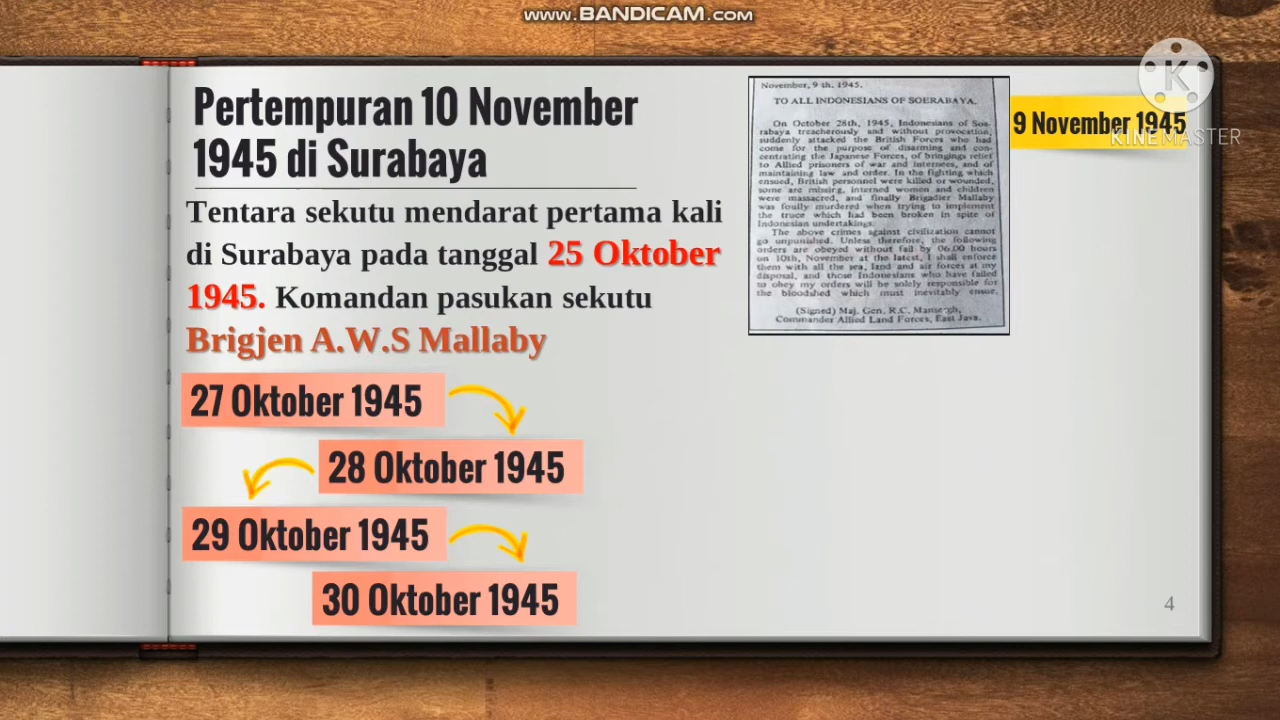 www.BANDICAM.com
Pertempuran 10 November
1945 di Surabaya
Tentara sekutu mendarat pertama kali
di Surabaya pada tanggal 25 Oktober
1945. Komandan pasukan sekutu
Brigjen A.W.S Mallaby
27 Oktober 1945
28 Oktober 1945
29 Oktober 1945
30 Oktober 1945
November, 9 th. 1945.
TO ALL INDONESIANS OF SOERABAYA.
On October 28th, 1945, Indonesians of Soe-
rabaya treacherously and without provocation,
suddenly attacked the British Forces who had
come for the purpose of disarming and con-
centrating the Japanese Forces, of bringings relief
to Allied prisoners of war and internees, and of
maintaining law and order. In the fighting which
ensued, British personnel were killed or wounded,
some are missing, interned women and children
were massacred, and finally Brigadier Mallaby
was foully murdered when trying to implement
the truce which had been broken in spite of
Indonesian undertakings.
The above crimes against civilization cannot
go unpunished. Unless therefore, the following
orders are obeyed without fail by 06.00 hours
on 10th, November at the latest, I shall enforce
them with all the sea, land and air forces at my
disposal, and those Indonesians who have failed
to obey my orders will be solely responsible for
the bloodshed which must inevitably ensue.
(Signed) Maj. Gen. R.C. Mansergh,
Commander Allied Land Forces, East Java.
9 November 1945
K
KINEMASTER
4